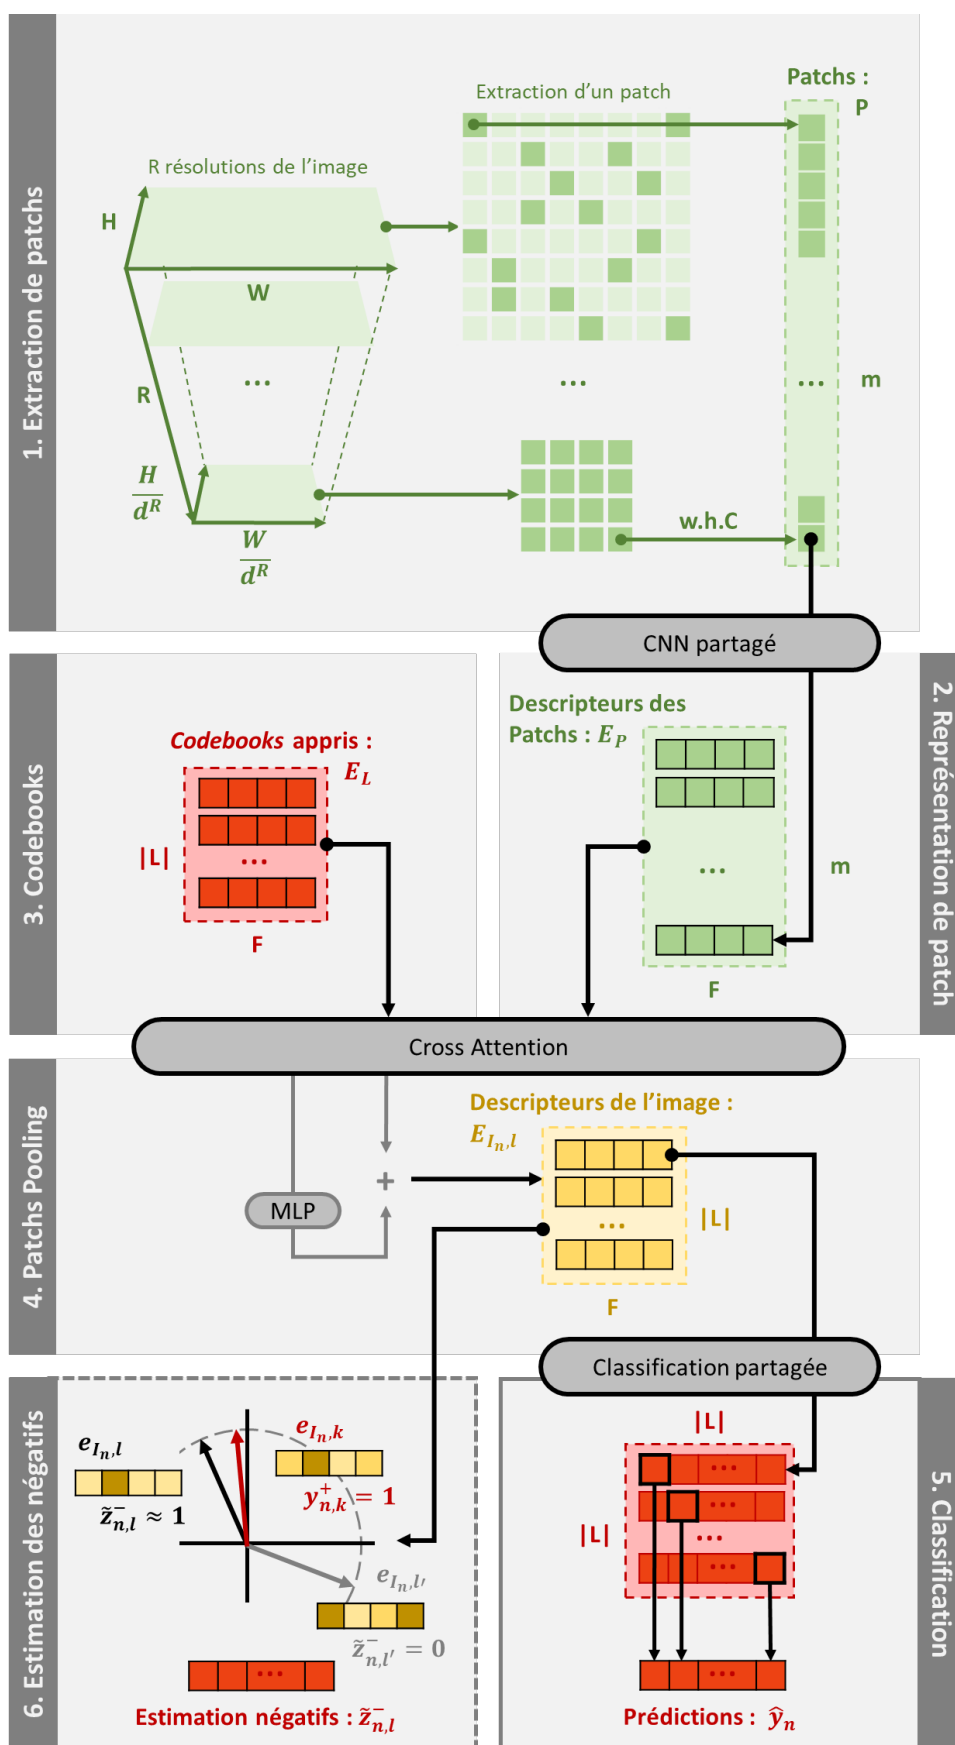 1. Extraction de patchs
R résolutions de l'image
H
W
R
...
H
d^R
W
d^R
Extraction d'un patch
...
w.h.C
Patchs :
P
...
m
CNN partagé
2. Représentation de patch
Descripteurs des
Patchs : E_P
...
m
F
3. Codebooks
Codebooks appris :
E_L
|L|
...
F
Cross Attention
4. Patchs Pooling
MLP
+
Descripteurs de l'image :
E_{I_n,l}
...
|L|
F
Classification partagée
5. Classification
|L|
...
|L|
...
...
...
Prédictions : ŷ_n
6. Estimation des négatifs
e_{I_n,l}
z̃⁻_{n,l} ≈ 1
e_{I_n,k}
y⁺_{n,k} = 1
e_{I_n,l'}
z̃⁻_{n,l'} = 0
...
Estimation négatifs : z̃⁻_{n,l}